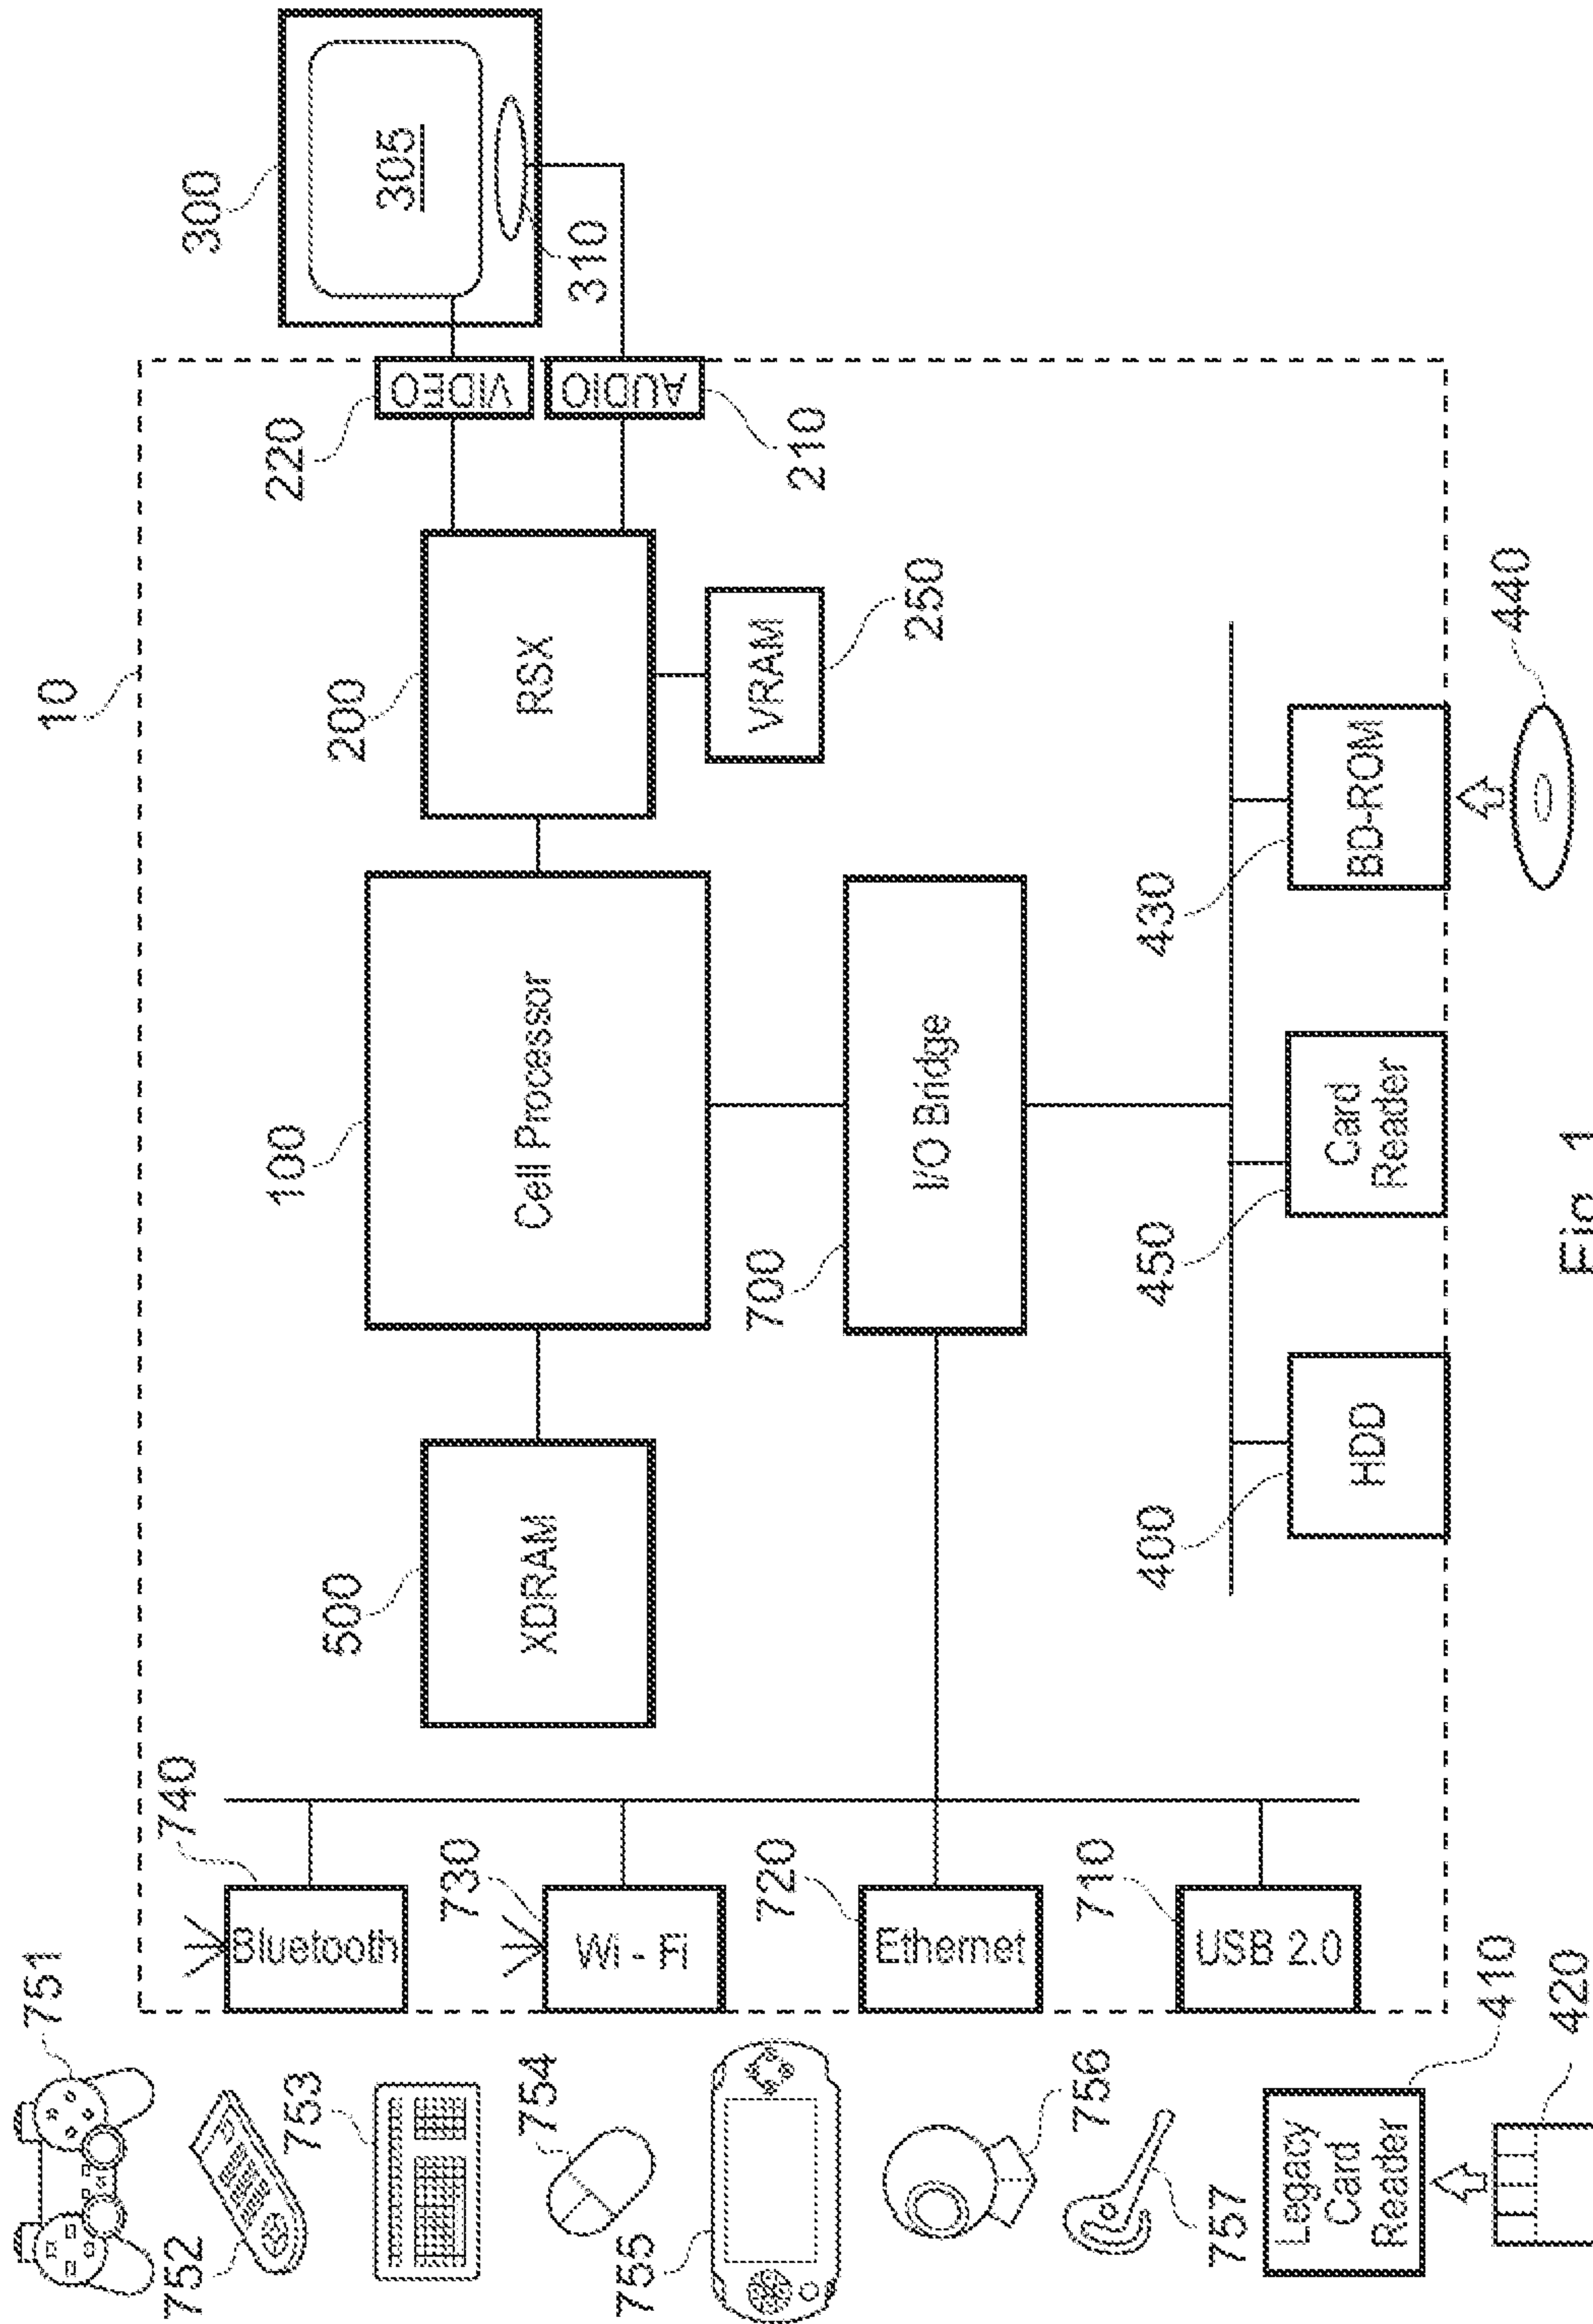 10
300
305
310
220
VIDEO
AUDIO
210
200
RSX
VRAM
250
100
Cell Processor
500
XDRAM
700
I/O Bridge
430
BD-ROM
440
450
Card
Reader
400
HDD
740
Bluetooth
730
Wi - Fi
720
Ethernet
710
USB 2.0
751
752
753
754
755
756
757
Legacy
Card
Reader
410
420
Fig. 1